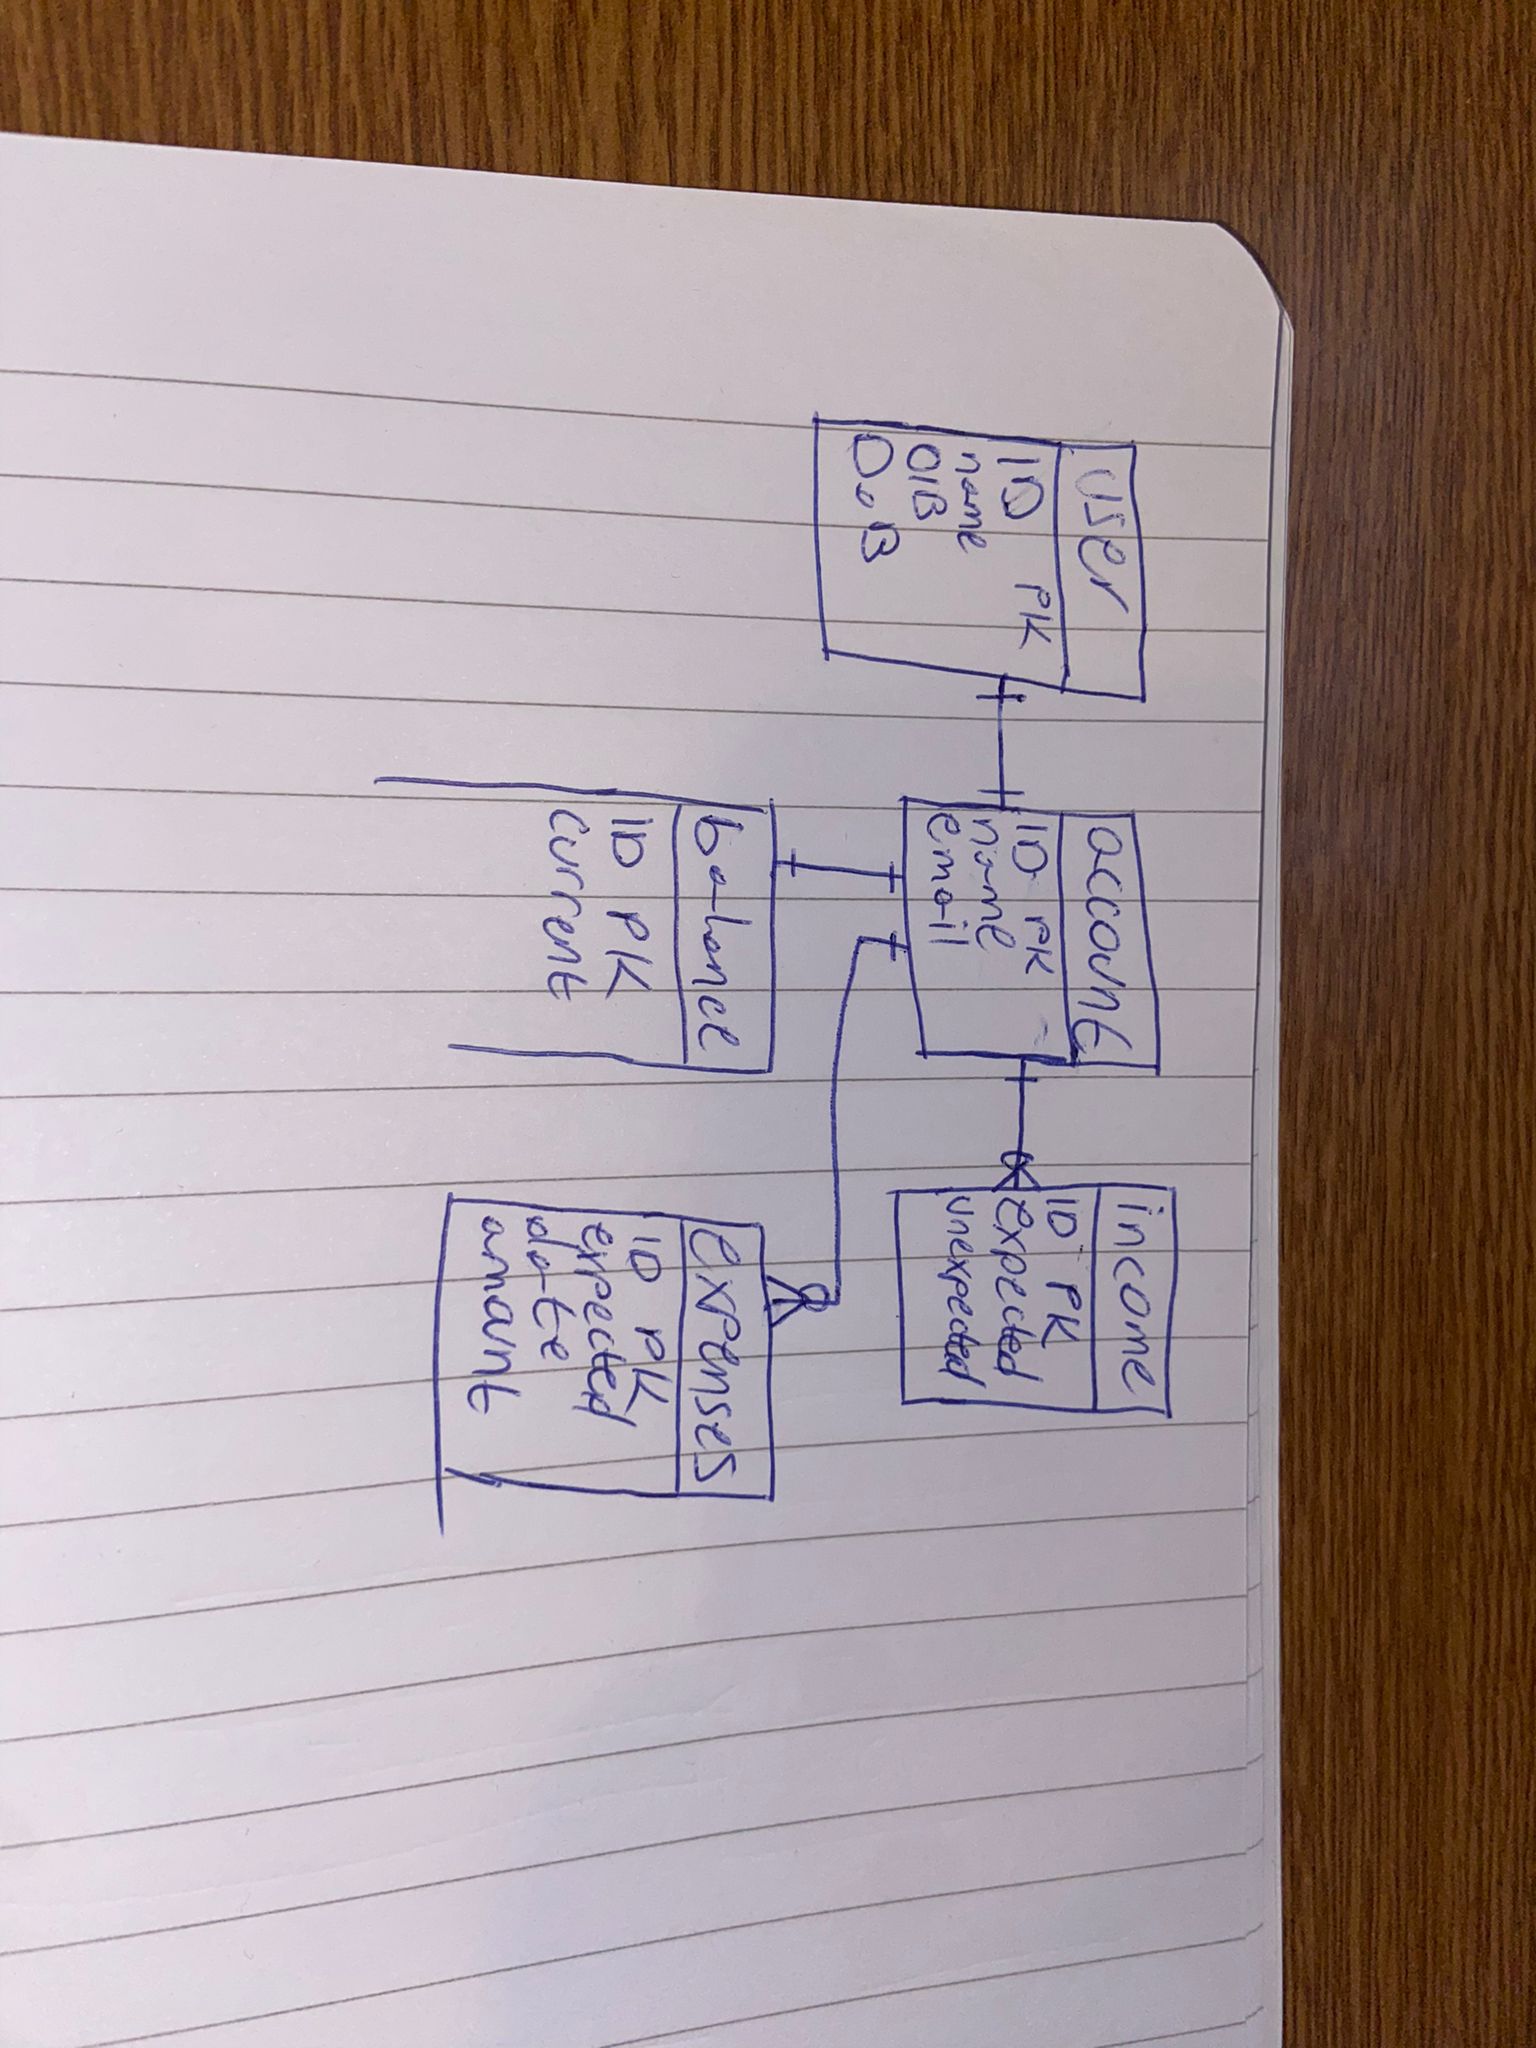 user
ID PK
name
OIB
D.o.B
account
ID PK
name
email
income
ID PK
expected
unexpected
balance
ID PK
current
expenses
ID PK
expected
date
amount